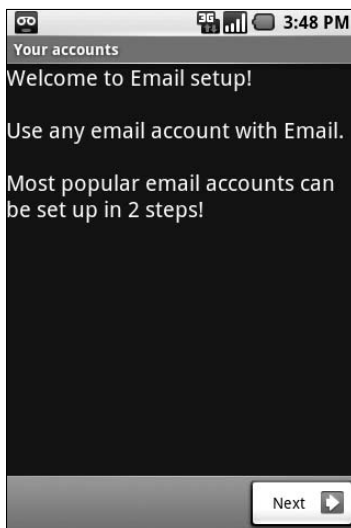 3G 3:48 PM
Your accounts
Welcome to Email setup!
Use any email account with Email.
Most popular email accounts can
be set up in 2 steps!
Next